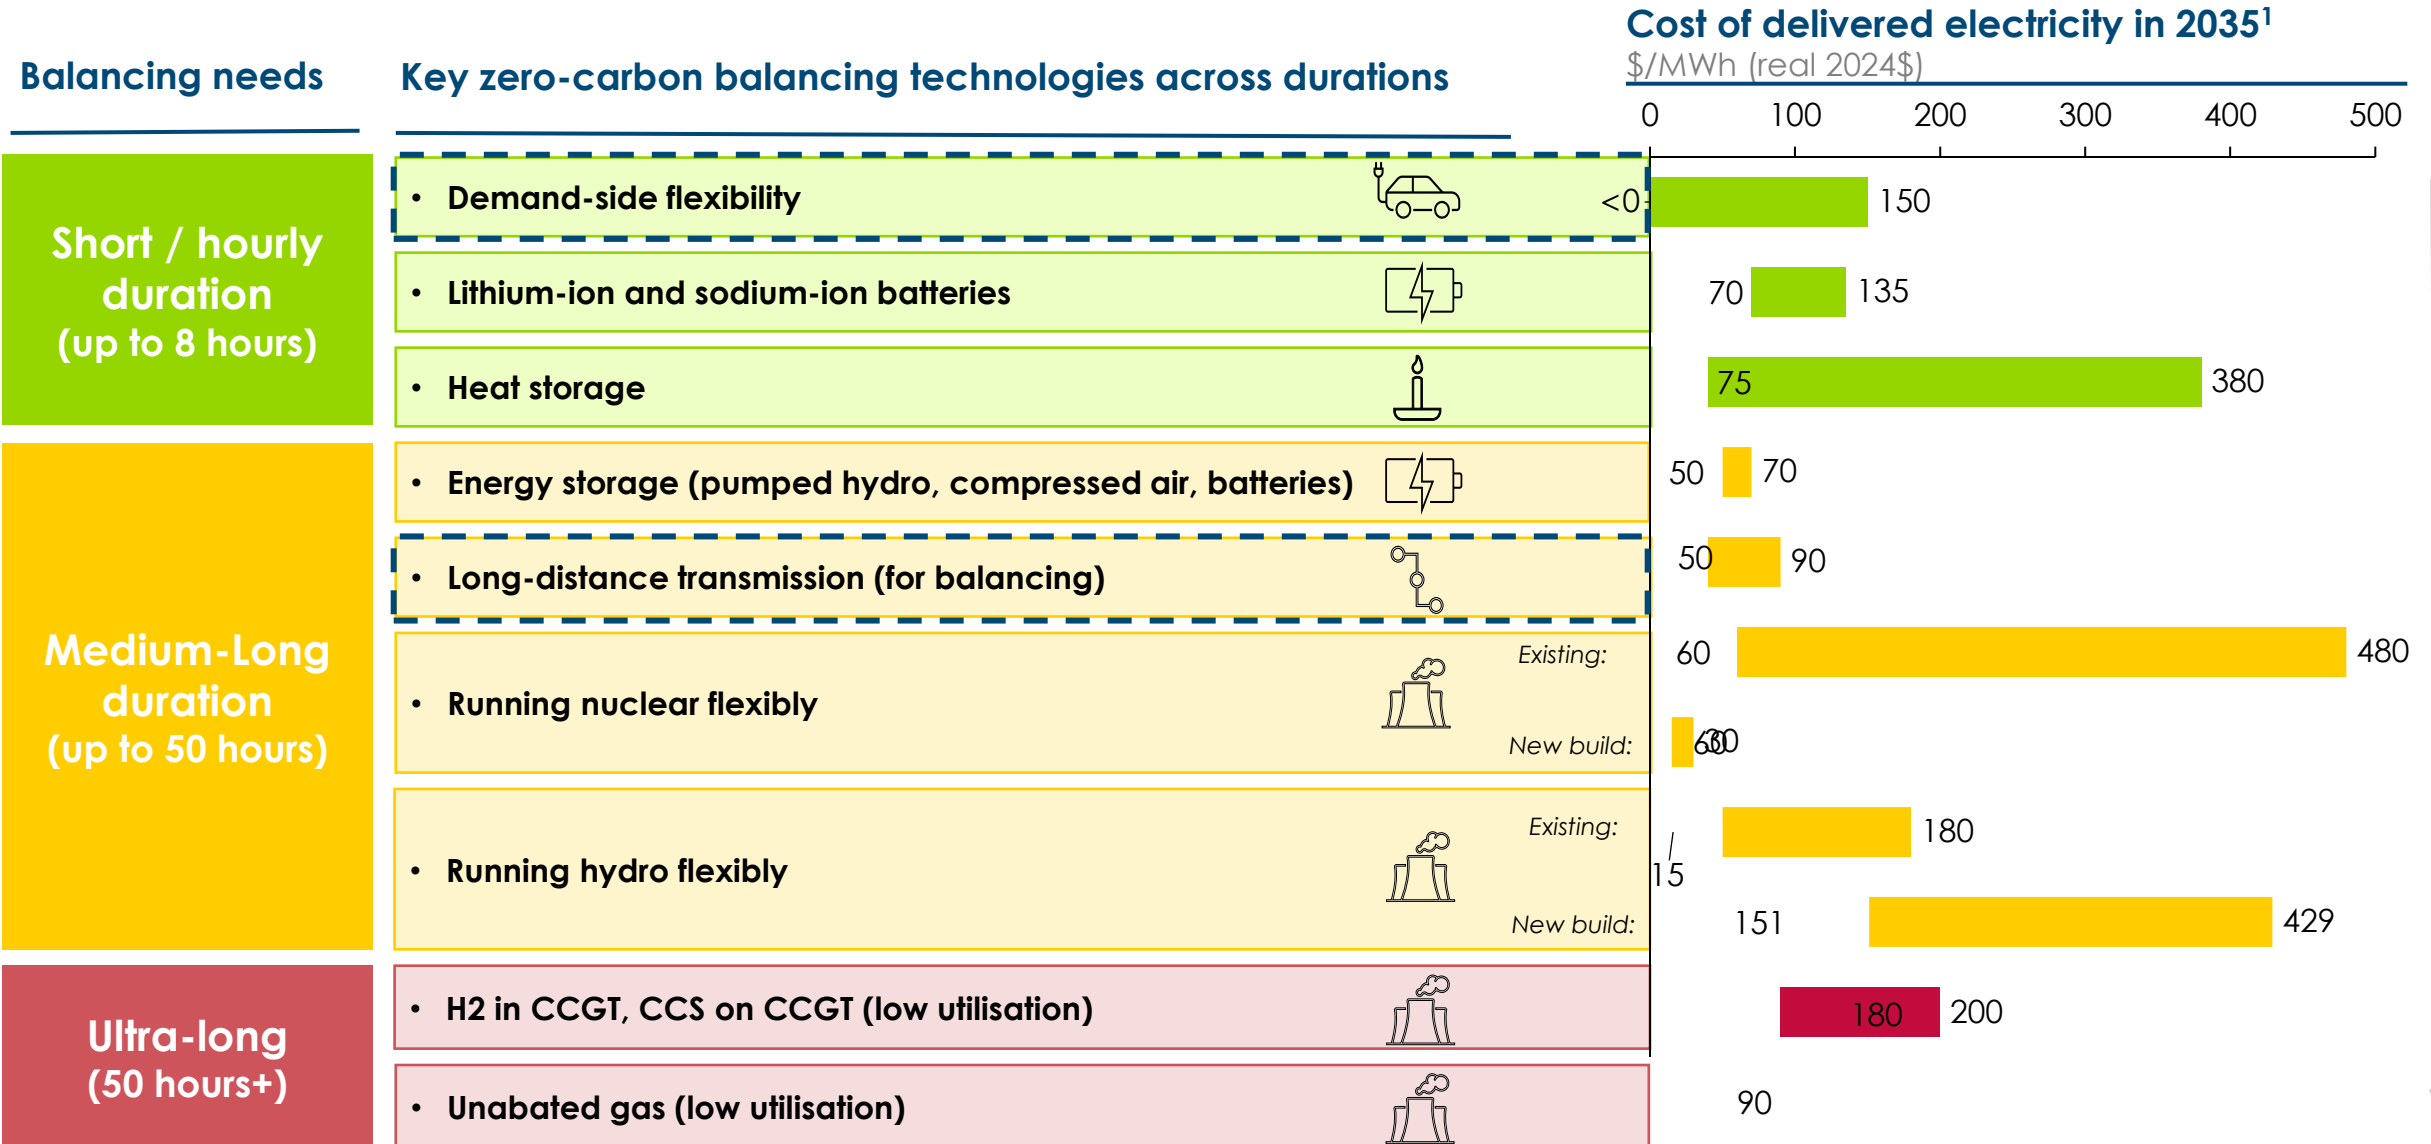 Cost of delivered electricity in 2035¹
$/MWh (real 2024$)
Balancing needs
Key zero-carbon balancing technologies across durations
0 100 200 300 400 500
Short / hourly
duration
(up to 8 hours)
• Demand-side flexibility
<0 150
• Lithium-ion and sodium-ion batteries
70 135
• Heat storage
75 380
Medium-Long
duration
(up to 50 hours)
• Energy storage (pumped hydro, compressed air, batteries)
50 70
• Long-distance transmission (for balancing)
50 90
• Running nuclear flexibly
Existing:
60 480
New build:
60 30
• Running hydro flexibly
Existing:
15 180
New build:
151 429
Ultra-long
(50 hours+)
• H2 in CCGT, CCS on CCGT (low utilisation)
180 200
• Unabated gas (low utilisation)
90